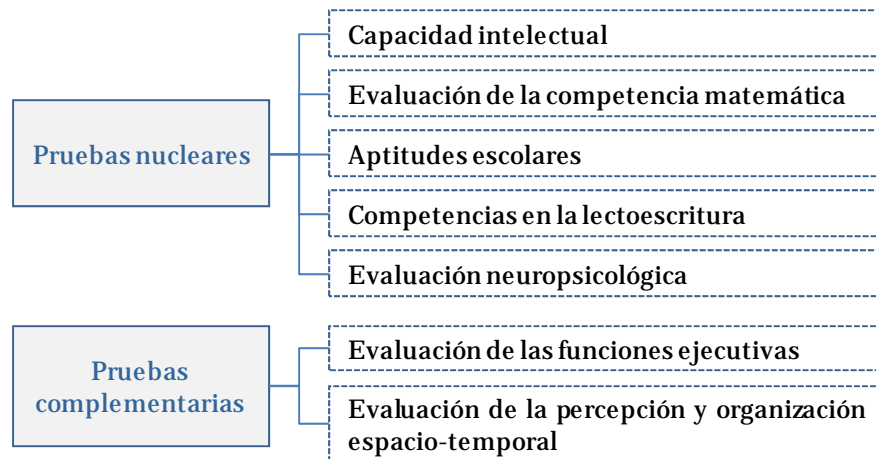 Pruebas nucleares
Capacidad intelectual
Evaluación de la competencia matemática
Aptitudes escolares
Competencias en la lectoescritura
Evaluación neuropsicológica
Pruebas
complementarias
Evaluación de las funciones ejecutivas
Evaluación de la percepción y organización
espacio-temporal